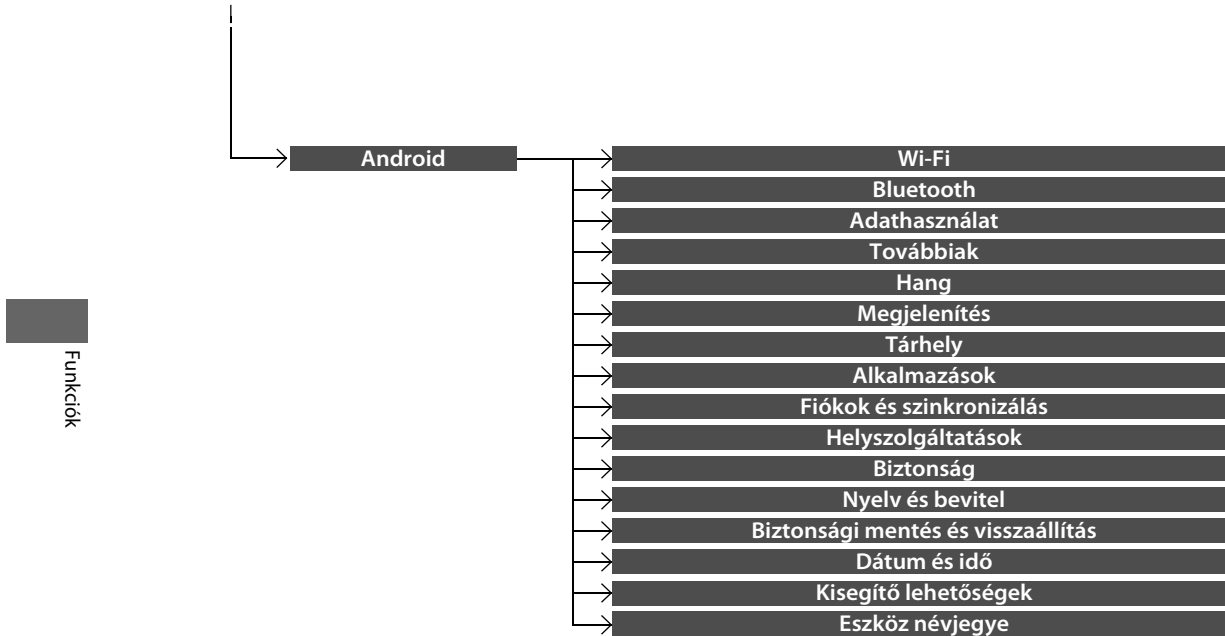 Android
Wi-Fi
Bluetooth
Adathasználat
Továbbiak
Hang
Megjelenítés
Tárhely
Alkalmazások
Fiókok és szinkronizálás
Helyszolgáltatások
Biztonság
Nyelv és bevitel
Biztonsági mentés és visszaállítás
Dátum és idő
Kisegítő lehetőségek
Eszköz névjegye
Funkciók